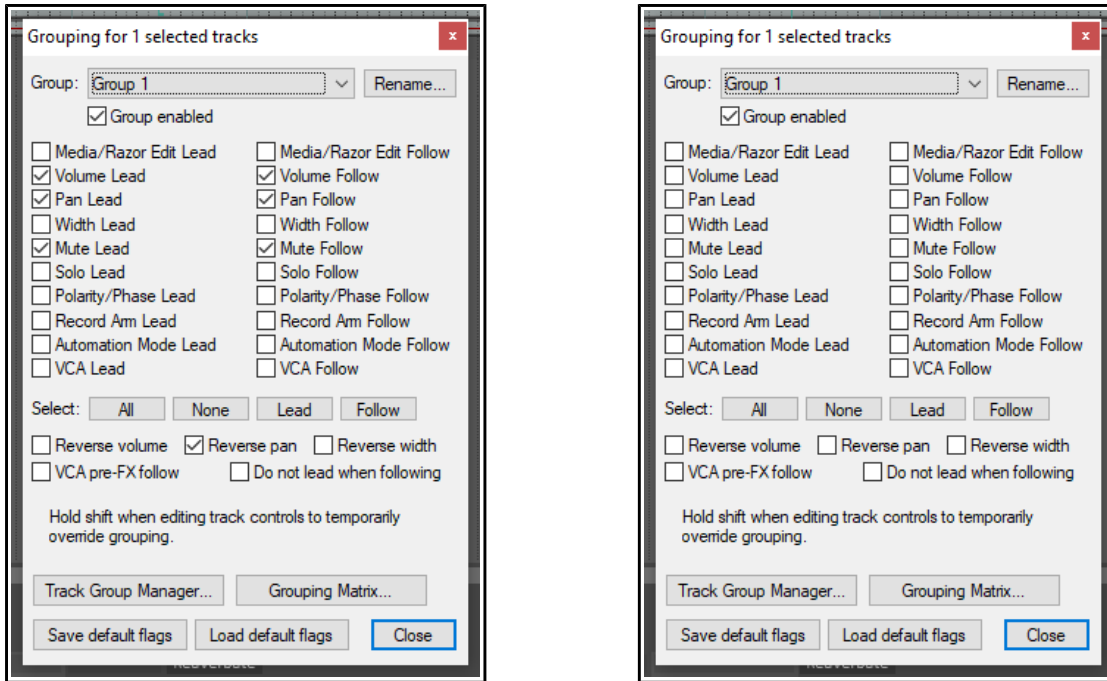 Grouping for 1 selected tracks
x
Group: Group 1 Rename...
Group enabled
Media/Razor Edit Lead Media/Razor Edit Follow
Volume Lead Volume Follow
Pan Lead Pan Follow
Width Lead Width Follow
Mute Lead Mute Follow
Solo Lead Solo Follow
Polarity/Phase Lead Polarity/Phase Follow
Record Arm Lead Record Arm Follow
Automation Mode Lead Automation Mode Follow
VCA Lead VCA Follow
Select: All None Lead Follow
Reverse volume Reverse pan Reverse width
VCA pre-FX follow Do not lead when following
Hold shift when editing track controls to temporarily
override grouping.
Track Group Manager... Grouping Matrix...
Save default flags Load default flags Close
Grouping for 1 selected tracks
x
Group: Group 1 Rename...
Group enabled
Media/Razor Edit Lead Media/Razor Edit Follow
Volume Lead Volume Follow
Pan Lead Pan Follow
Width Lead Width Follow
Mute Lead Mute Follow
Solo Lead Solo Follow
Polarity/Phase Lead Polarity/Phase Follow
Record Arm Lead Record Arm Follow
Automation Mode Lead Automation Mode Follow
VCA Lead VCA Follow
Select: All None Lead Follow
Reverse volume Reverse pan Reverse width
VCA pre-FX follow Do not lead when following
Hold shift when editing track controls to temporarily
override grouping.
Track Group Manager... Grouping Matrix...
Save default flags Load default flags Close